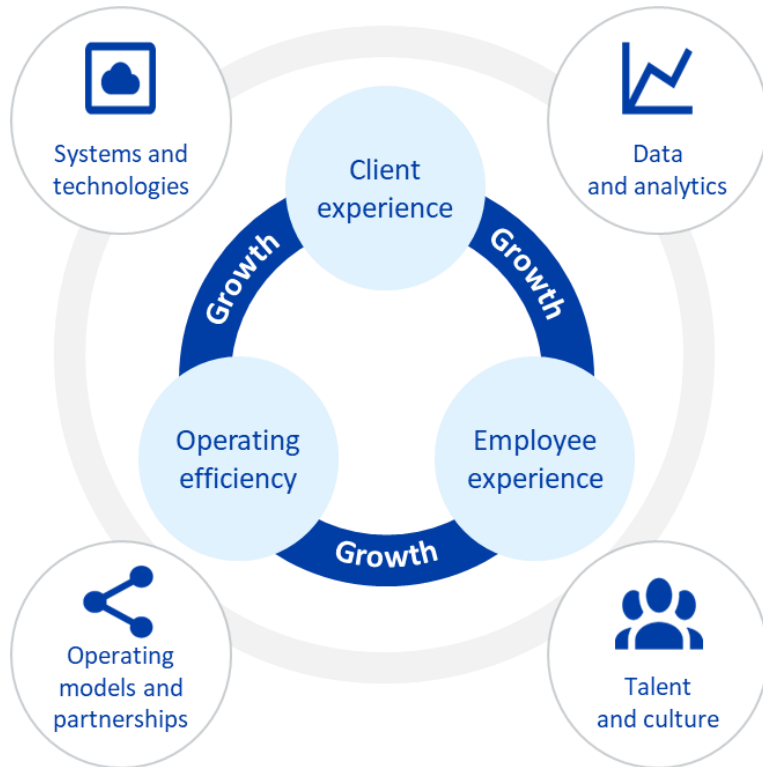 Systems and
technologies
Data
and analytics
Client
experience
Growth
Growth
Operating
efficiency
Employee
experience
Growth
Operating
models and
partnerships
Talent
and culture